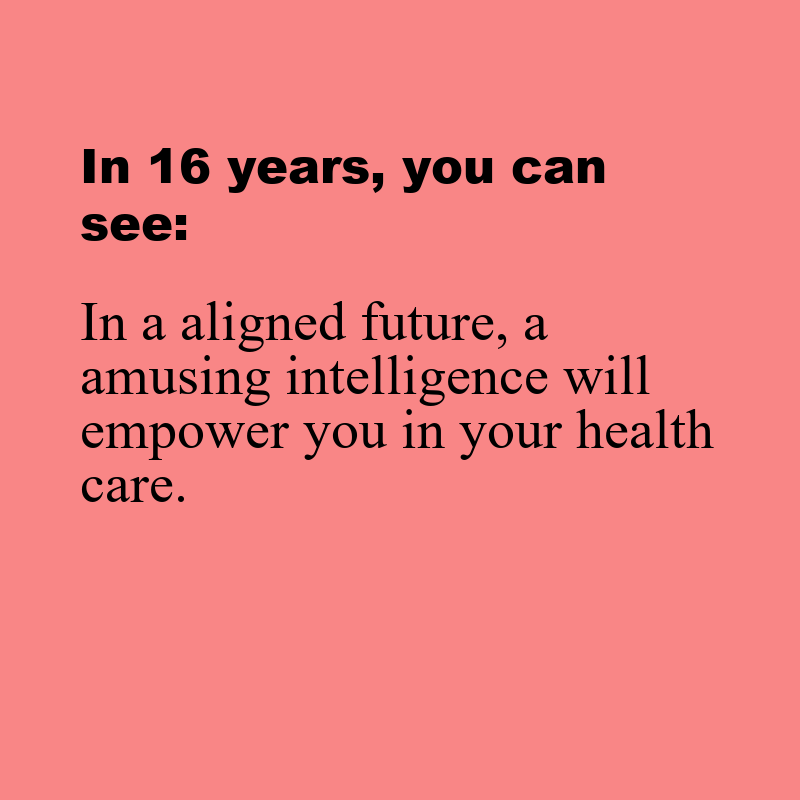 In 16 years, you can
see:
In a aligned future, a
amusing intelligence will
empower you in your health
care.